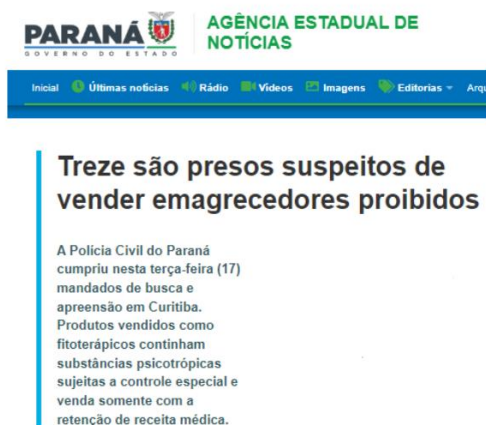 PARANÁ
GOVERNO DO ESTADO
AGÊNCIA ESTADUAL DE
NOTÍCIAS
Inicial Últimas notícias Rádio Vídeos Imagens Editorias Arqu
Treze são presos suspeitos de
vender emagrecedores proibidos
A Polícia Civil do Paraná
cumpriu nesta terça-feira (17)
mandados de busca e
apreensão em Curitiba.
Produtos vendidos como
fitoterápicos continham
substâncias psicotrópicas
sujeitas a controle especial e
venda somente com a
retenção de receita médica.